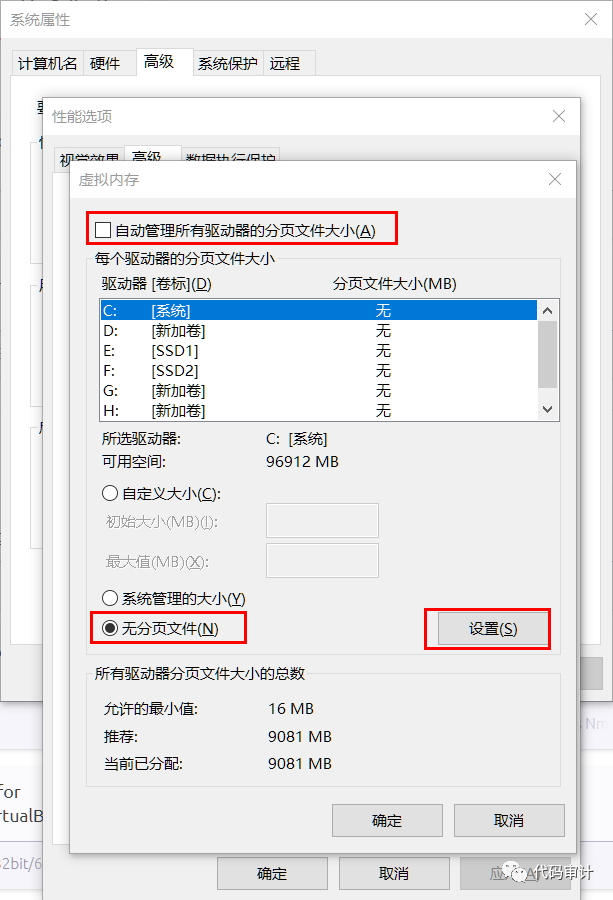 系统属性
计算机名 硬件 高级 系统保护 远程
性能选项
视觉效果 高级 数据执行保护
虚拟内存
自动管理所有驱动器的分页文件大小(A)
每个驱动器的分页文件大小
驱动器 [卷标](D) 分页文件大小(MB)
C: [系统] 无
D: [新加卷] 无
E: [SSD1] 无
F: [SSD2] 无
G: [新加卷] 无
H: [新加卷] 无
所选驱动器: C: [系统]
可用空间: 96912 MB
自定义大小(C):
初始大小(MB)(I):
最大值(MB)(X):
系统管理的大小(Y)
无分页文件(N) 设置(S)
所有驱动器分页文件大小的总数
允许的最小值: 16 MB
推荐: 9081 MB
当前已分配: 9081 MB
for
rtualB
确定 取消
32bit/6
确定 取消
代码审计